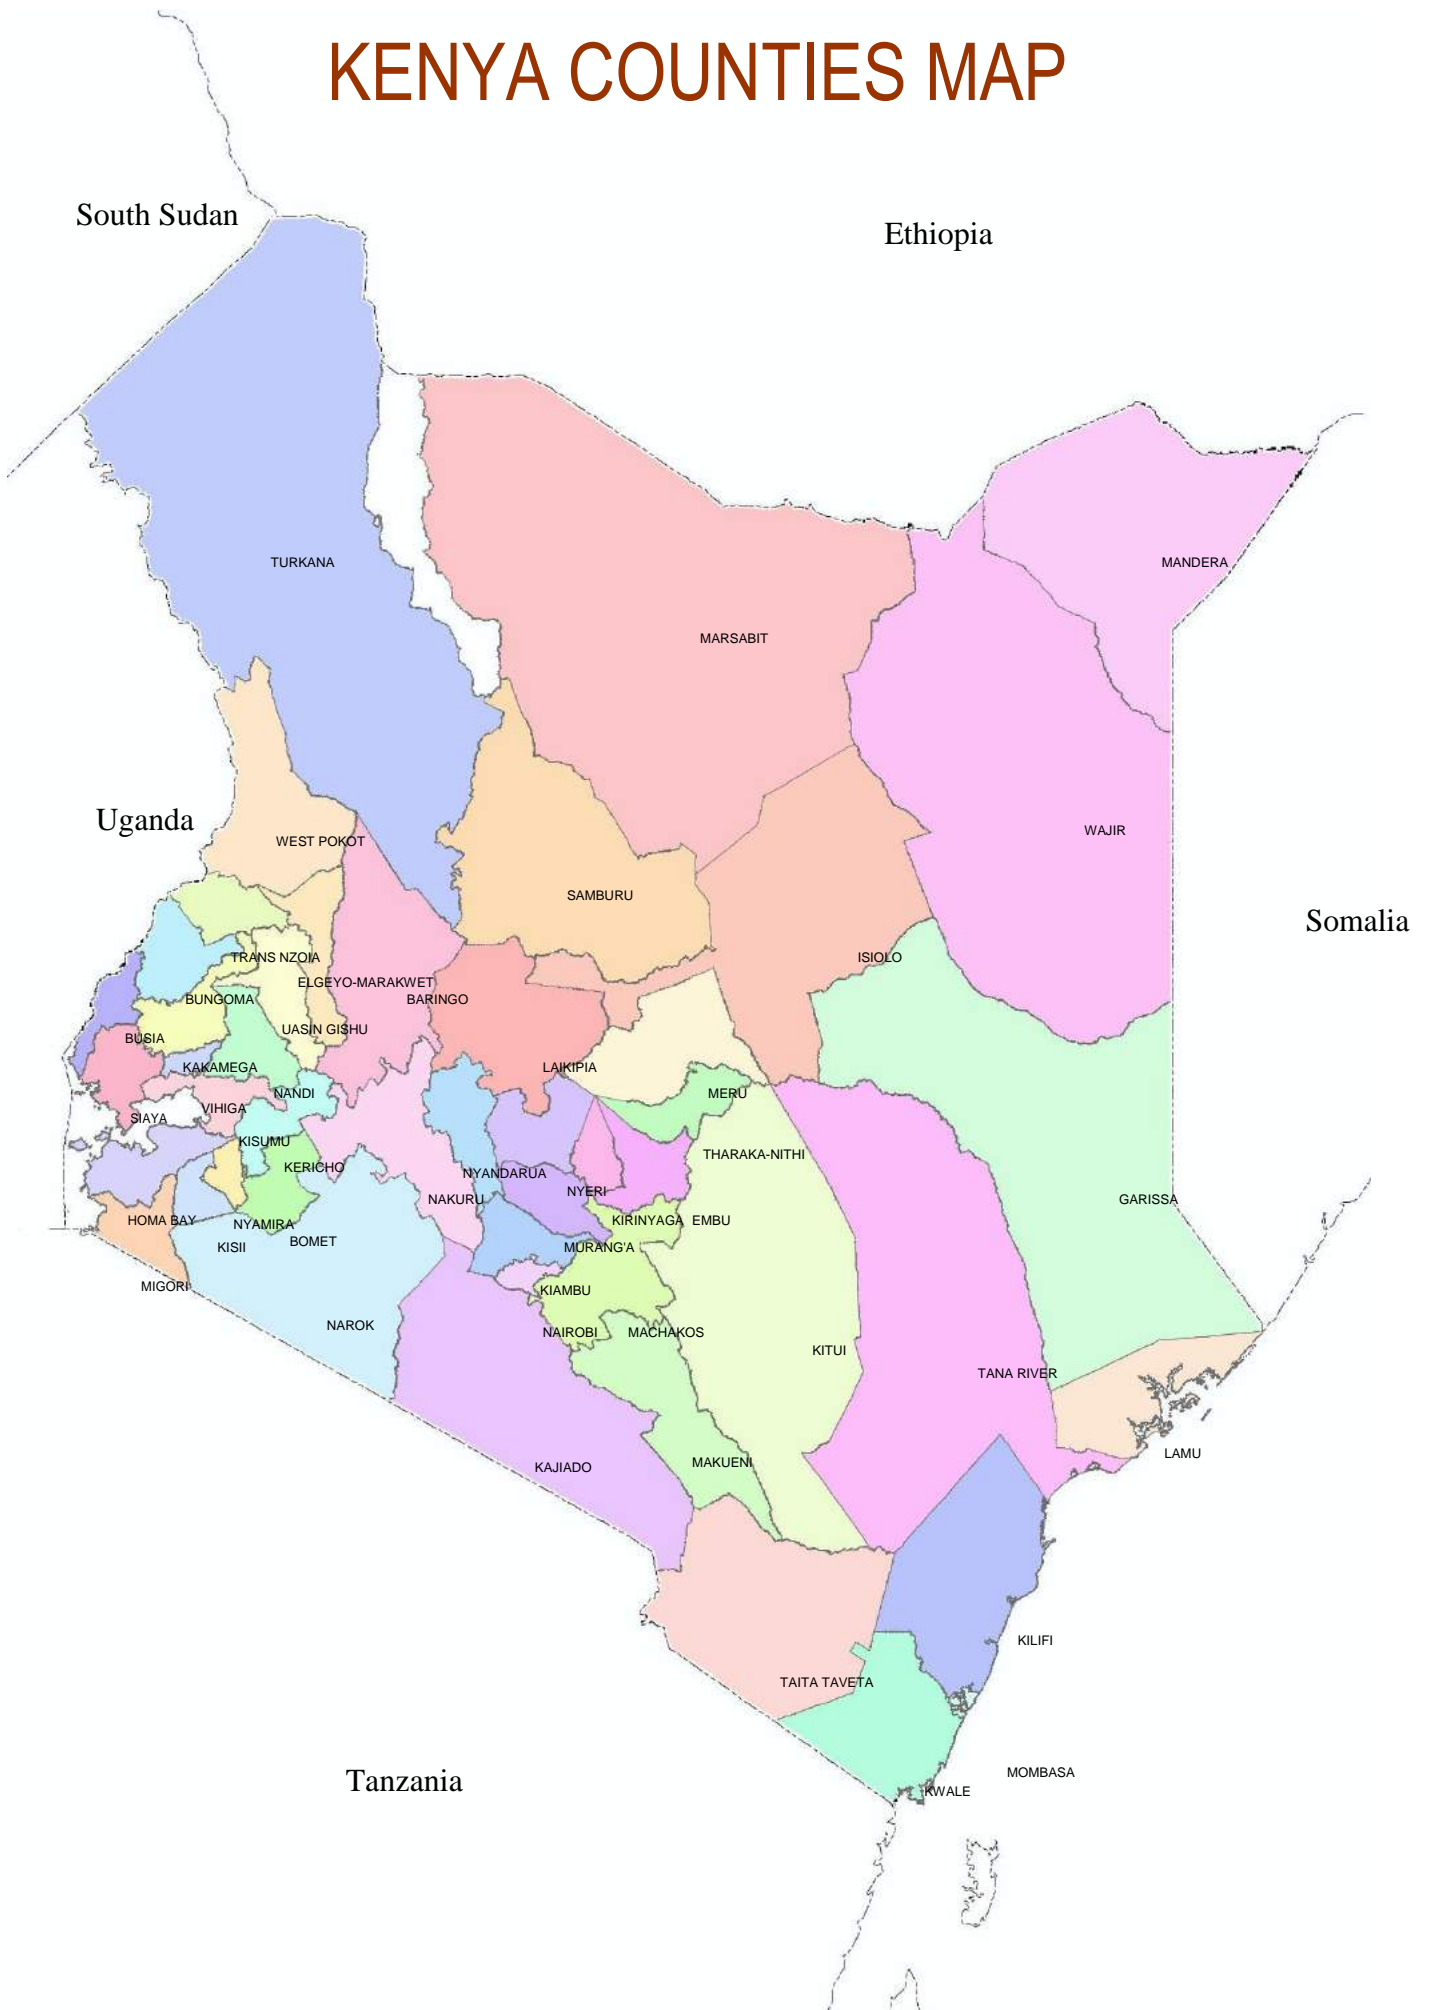 KENYA COUNTIES MAP
South Sudan
Ethiopia
TURKANA
MANDERA
MARSABIT
Uganda
WAJIR
WEST POKOT
SAMBURU
Somalia
TRANS NZOIA
ISIOLO
ELGEYO-MARAKWET
BUNGOMA
BARINGO
UASIN GISHU
BUSIA
KAKAMEGA
LAIKIPIA
NANDI
MERU
VIHIGA
SIAYA
KISUMU
THARAKA-NITHI
KERICHO
NYANDARUA
NYERI
NAKURU
GARISSA
HOMA BAY
NYAMIRA
KIRINYAGA
EMBU
BOMET
KISII
MURANG'A
MIGORI
KIAMBU
NAROK
NAIROBI
MACHAKOS
KITUI
TANA RIVER
LAMU
MAKUENI
KAJIADO
KILIFI
TAITA TAVETA
MOMBASA
Tanzania
KWALE